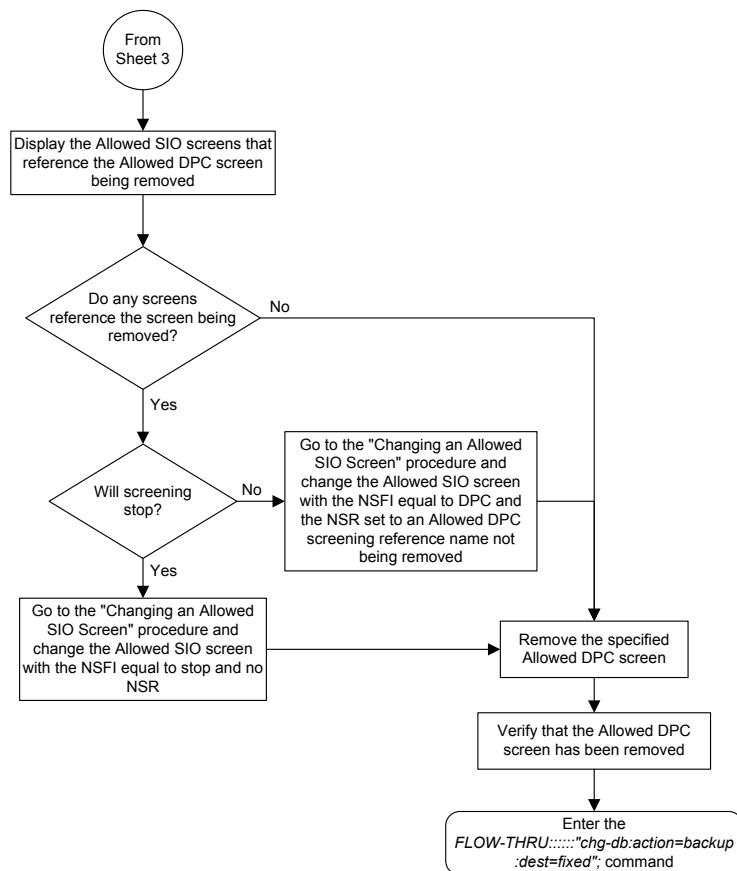 From
Sheet 3
Display the Allowed SIO screens that
reference the Allowed DPC screen
being removed
Do any screens
reference the screen being
removed?
No
Yes
Will screening
stop?
No
Go to the "Changing an Allowed
SIO Screen" procedure and
change the Allowed SIO screen
with the NSFI equal to DPC and
the NSR set to an Allowed DPC
screening reference name not
being removed
Yes
Go to the "Changing an Allowed
SIO Screen" procedure and
change the Allowed SIO screen
with the NSFI equal to stop and no
NSR
Remove the specified
Allowed DPC screen
Verify that the Allowed DPC
screen has been removed
Enter the
FLOW-THRU::::::"chg-db:action=backup
:dest=fixed"; command